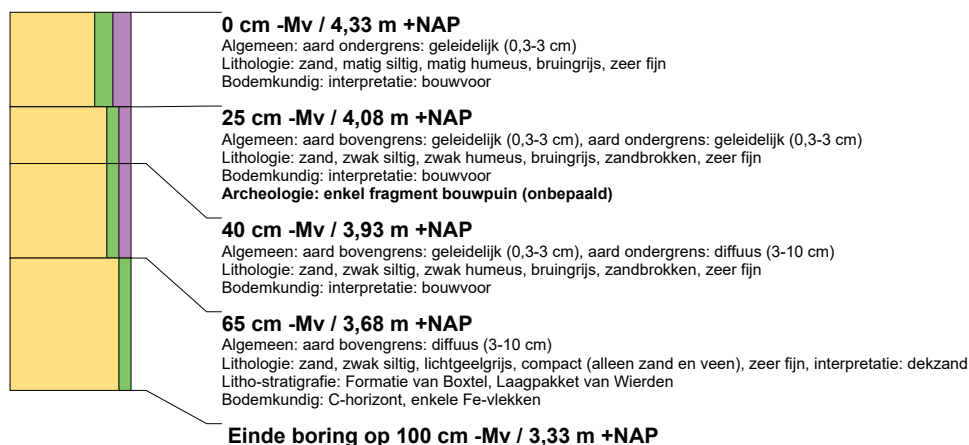 0 cm -Mv / 4,33 m +NAP
Algemeen: aard ondergrens: geleidelijk (0,3-3 cm)
Lithologie: zand, matig siltig, matig humeus, bruingrijs, zeer fijn
Bodemkundig: interpretatie: bouwvoor
25 cm -Mv / 4,08 m +NAP
Algemeen: aard bovengrens: geleidelijk (0,3-3 cm), aard ondergrens: geleidelijk (0,3-3 cm)
Lithologie: zand, zwak siltig, zwak humeus, bruingrijs, zandbrokken, zeer fijn
Bodemkundig: interpretatie: bouwvoor
Archeologie: enkel fragment bouwpuin (onbepaald)
40 cm -Mv / 3,93 m +NAP
Algemeen: aard bovengrens: geleidelijk (0,3-3 cm), aard ondergrens: diffuus (3-10 cm)
Lithologie: zand, zwak siltig, zwak humeus, bruingrijs, zandbrokken, zeer fijn
Bodemkundig: interpretatie: bouwvoor
65 cm -Mv / 3,68 m +NAP
Algemeen: aard bovengrens: diffuus (3-10 cm)
Lithologie: zand, zwak siltig, lichtgeelgrijs, compact (alleen zand en veen), zeer fijn, interpretatie: dekzand
Litho-stratigrafie: Formatie van Boxtel, Laagpakket van Wierden
Bodemkundig: C-horizont, enkele Fe-vlekken
Einde boring op 100 cm -Mv / 3,33 m +NAP